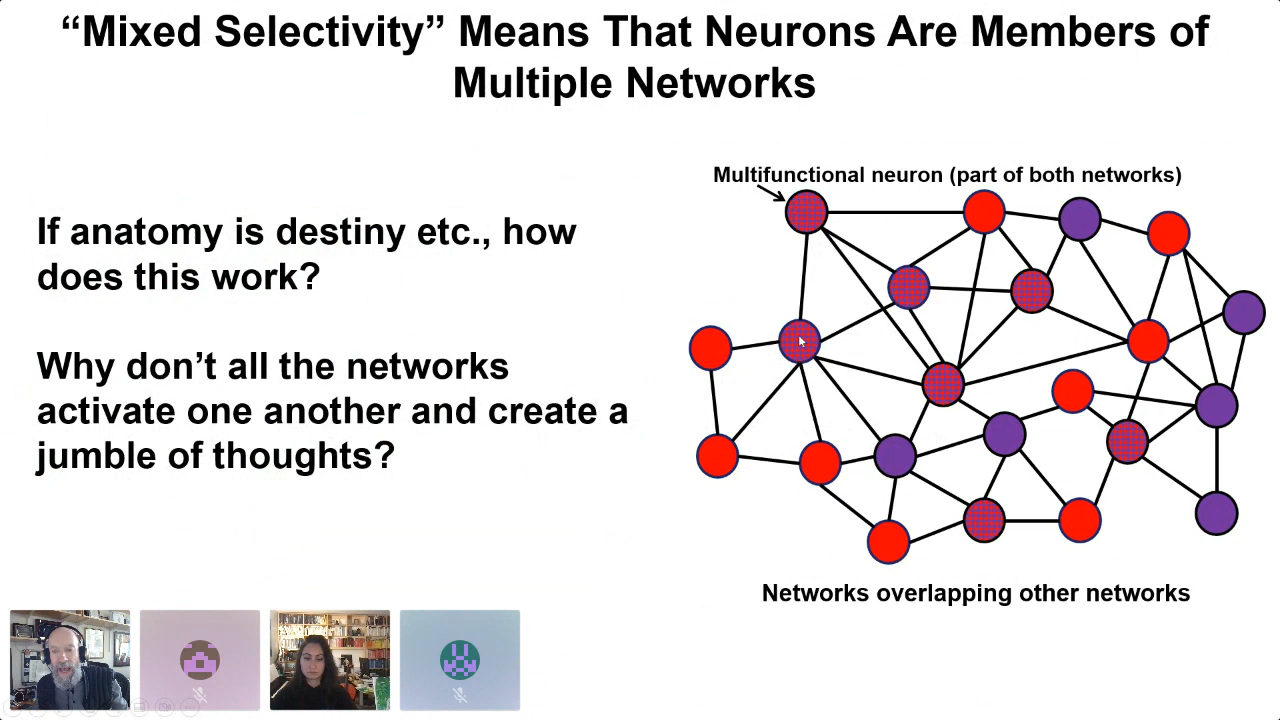 “Mixed Selectivity” Means That Neurons Are Members of
Multiple Networks
Multifunctional neuron (part of both networks)
If anatomy is destiny etc., how
does this work?
Why don’t all the networks
activate one another and create a
jumble of thoughts?
Networks overlapping other networks